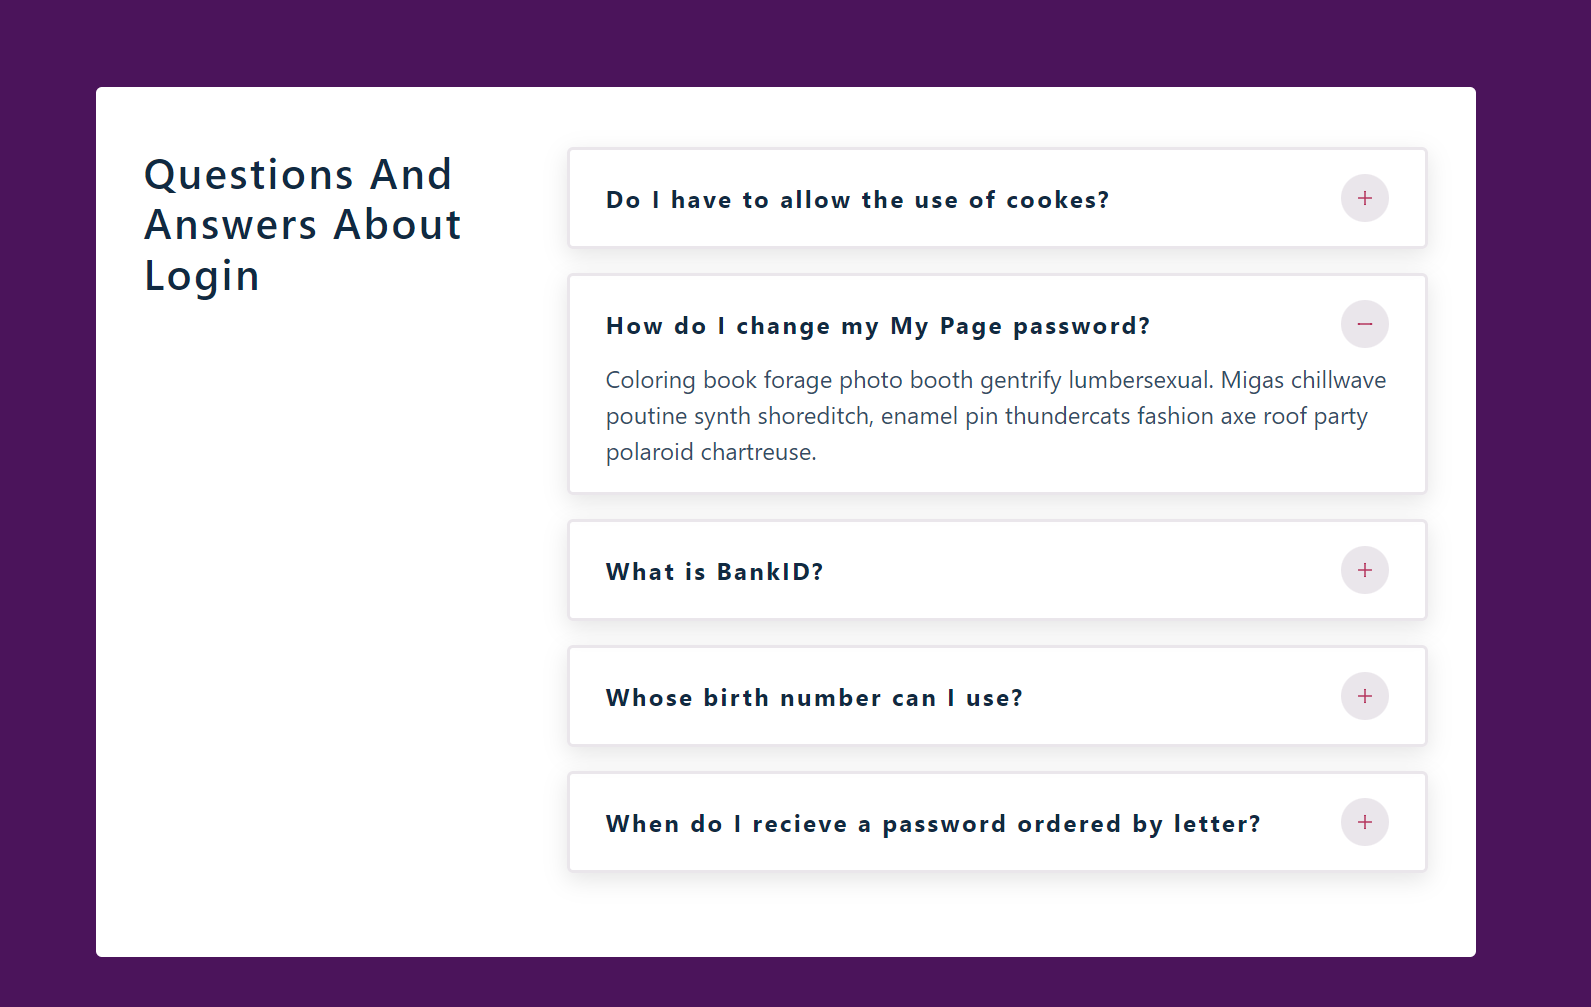 Questions And
Answers About
Login
Do I have to allow the use of cookes?
How do I change my My Page password?
Coloring book forage photo booth gentrify lumbersexual. Migas chillwave
poutine synth shoreditch, enamel pin thundercats fashion axe roof party
polaroid chartreuse.
What is BankID?
Whose birth number can I use?
When do I recieve a password ordered by letter?